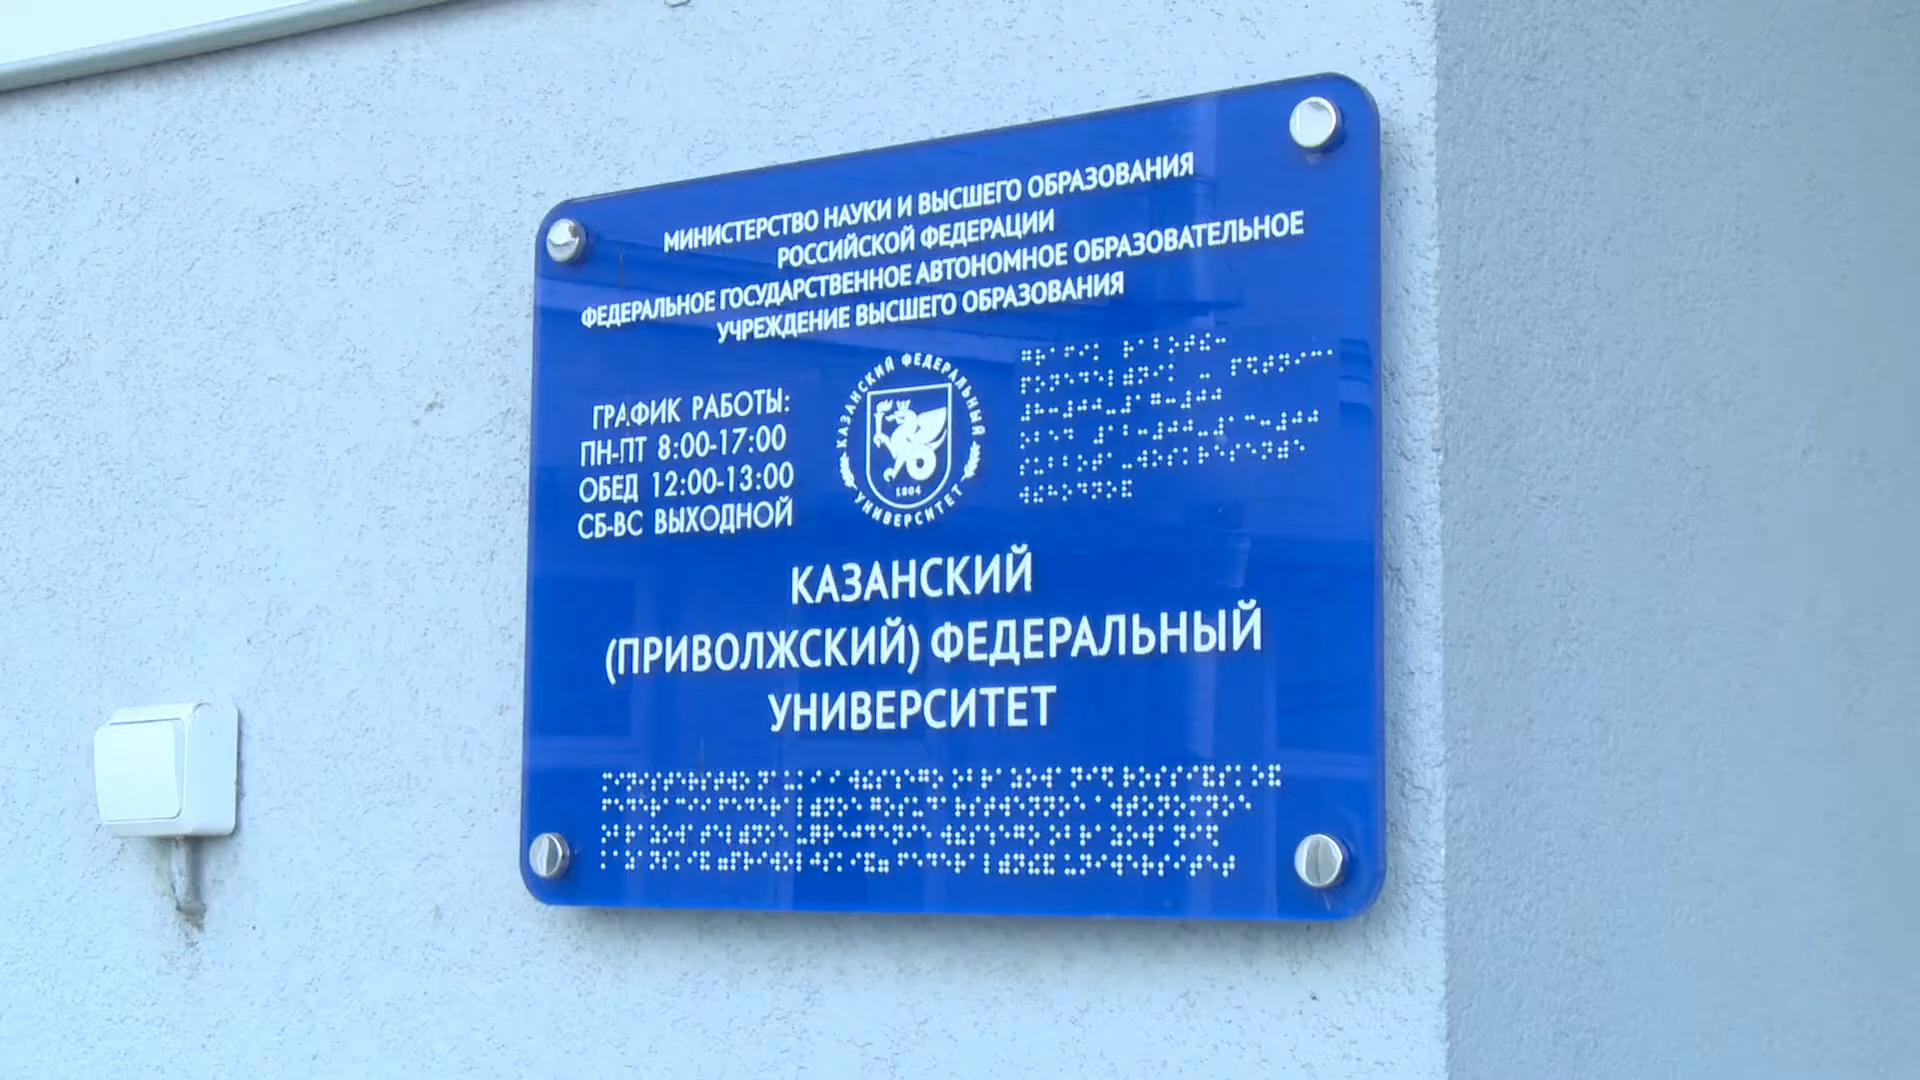 МИНИСТЕРСТВО НАУКИ И ВЫСШЕГО ОБРАЗОВАНИЯ
РОССИЙСКОЙ ФЕДЕРАЦИИ
ФЕДЕРАЛЬНОЕ ГОСУДАРСТВЕННОЕ АВТОНОМНОЕ ОБРАЗОВАТЕЛЬНОЕ
УЧРЕЖДЕНИЕ ВЫСШЕГО ОБРАЗОВАНИЯ
ГРАФИК РАБОТЫ:
ПН-ПТ 8:00-17:00
ОБЕД 12:00-13:00
СБ-ВС ВЫХОДНОЙ
КАЗАНСКИЙ ФЕДЕРАЛЬНЫЙ
УНИВЕРСИТЕТ
1804
КАЗАНСКИЙ
(ПРИВОЛЖСКИЙ) ФЕДЕРАЛЬНЫЙ
УНИВЕРСИТЕТ